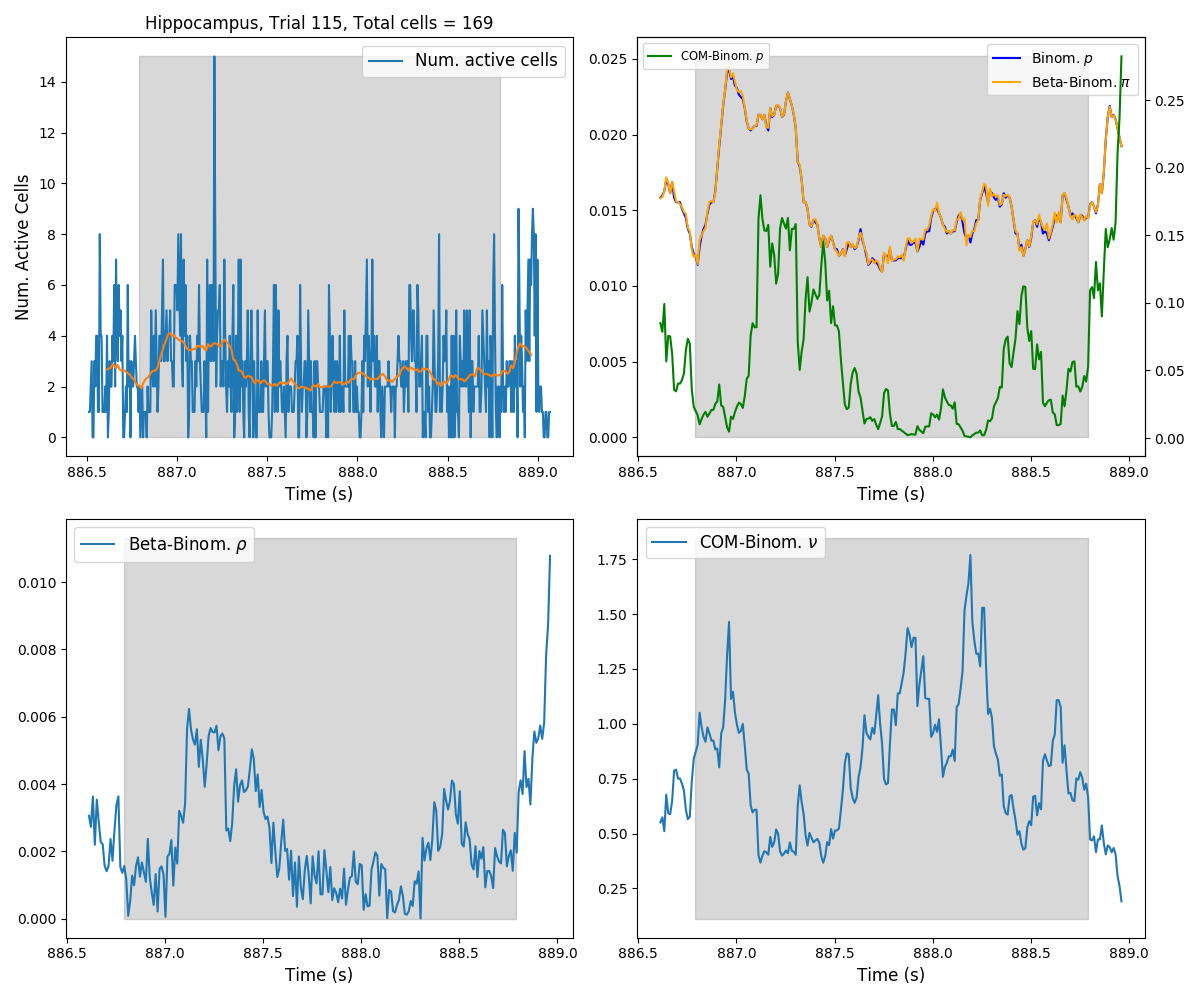 Hippocampus, Trial 115, Total cells = 169
Num. active cells
Num. Active Cells
14
12
10
8
6
4
2
0
886.5 887.0 887.5 888.0 888.5 889.0
Time (s)
COM-Binom. p
Binom. p
Beta-Binom. π
0.025
0.020
0.015
0.010
0.005
0.000
0.25
0.20
0.15
0.10
0.05
0.00
886.5 887.0 887.5 888.0 888.5 889.0
Time (s)
Beta-Binom. ρ
0.010
0.008
0.006
0.004
0.002
0.000
886.5 887.0 887.5 888.0 888.5 889.0
Time (s)
COM-Binom. ν
1.75
1.50
1.25
1.00
0.75
0.50
0.25
886.5 887.0 887.5 888.0 888.5 889.0
Time (s)